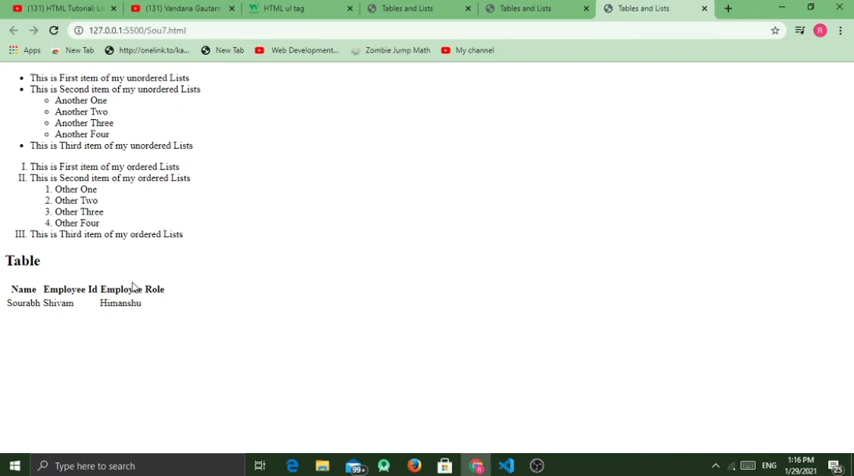 (131) HTML Tutorial: Li
(131) Vandana Gautam
HTML ul tag
Tables and Lists
Tables and Lists
Tables and Lists
127.0.0.1:5500/Sou7.html
R
Apps
New Tab
http://onelink.to/ka...
New Tab
Web Development...
Zombie Jump Math
My channel
• This is First item of my unordered Lists
• This is Second item of my unordered Lists
○ Another One
○ Another Two
○ Another Three
○ Another Four
• This is Third item of my unordered Lists
I. This is First item of my ordered Lists
II. This is Second item of my ordered Lists
1. Other One
2. Other Two
3. Other Three
4. Other Four
III. This is Third item of my ordered Lists
Table
Name Employee Id Employee Role
Sourabh Shivam Himanshu
Type here to search
99+
ENG
1:16 PM
1/29/2021
25